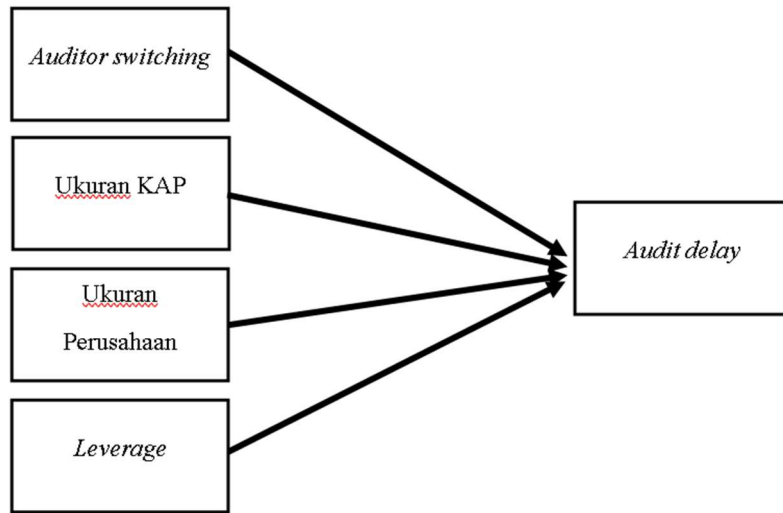 Auditor switching
Ukuran KAP
Ukuran
Perusahaan
Leverage
Audit delay